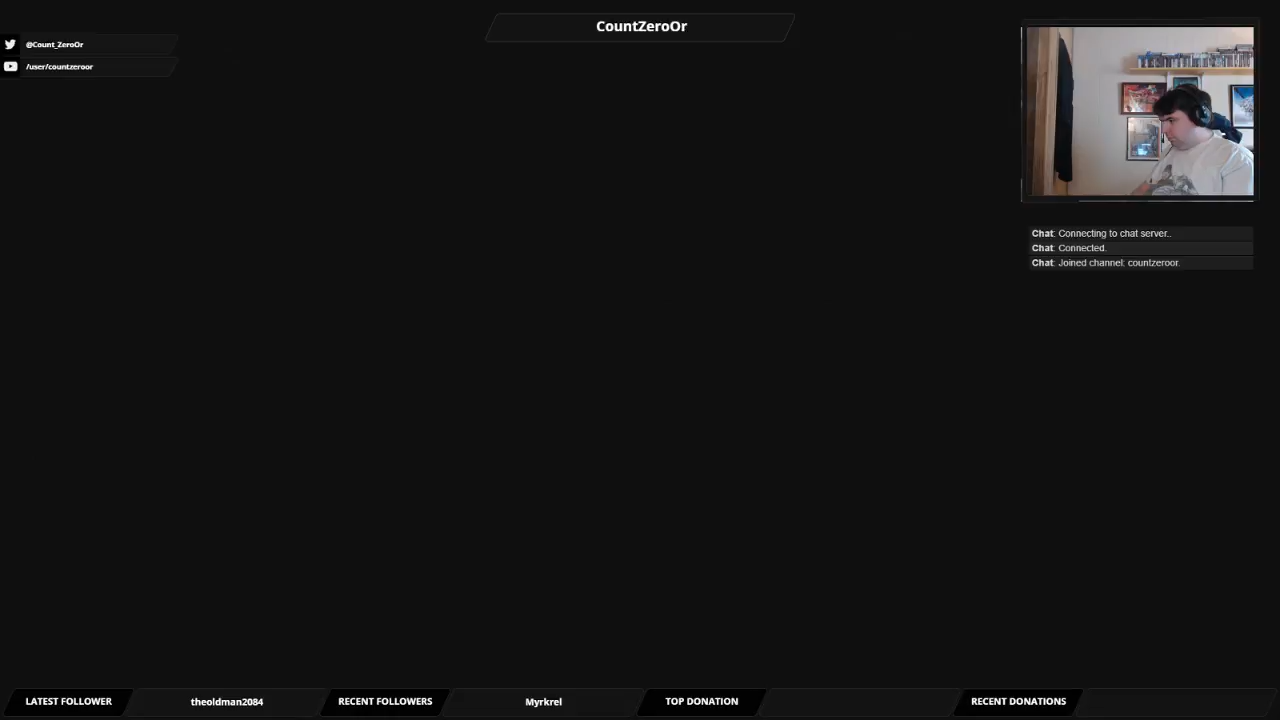 CountZeroOr
@Count_ZeroOr
/user/countzeroor
Chat: Connecting to chat server..
Chat: Connected.
Chat: Joined channel: countzeroor.
LATEST FOLLOWER
theoldman2084
RECENT FOLLOWERS
Myrkrel
TOP DONATION
RECENT DONATIONS